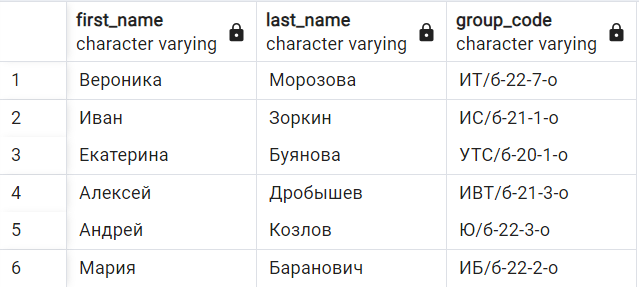 first_name last_name group_code
character varying character varying character varying
1 Вероника Морозова ИТ/б-22-7-о
2 Иван Зоркин ИС/б-21-1-о
3 Екатерина Буянова УТС/б-20-1-о
4 Алексей Дробышев ИВТ/б-21-3-о
5 Андрей Козлов Ю/б-22-3-о
6 Мария Баранович ИБ/б-22-2-о